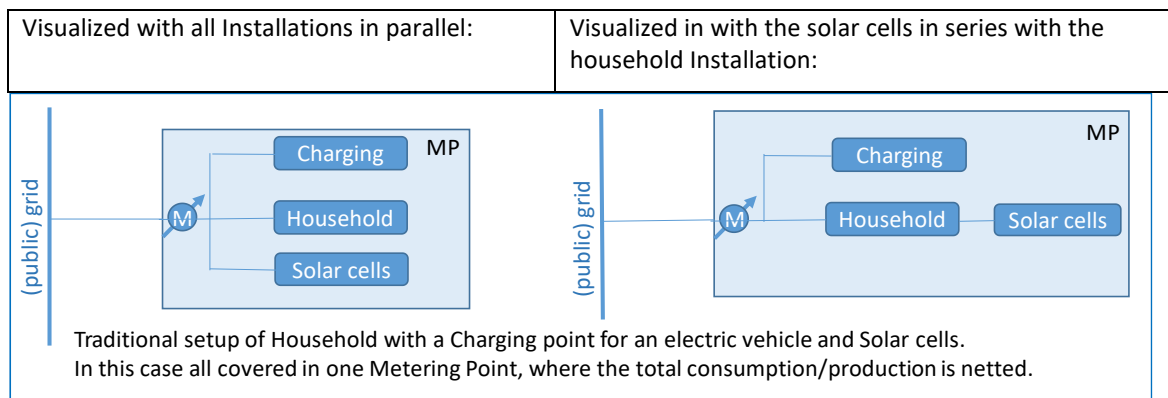 Visualized with all Installations in parallel:
Visualized in with the solar cells in series with the
household Installation:
(public) grid
MP
Charging
M
Household
Solar cells
(public) grid
MP
Charging
M
Household
Solar cells
Traditional setup of Household with a Charging point for an electric vehicle and Solar cells.
In this case all covered in one Metering Point, where the total consumption/production is netted.